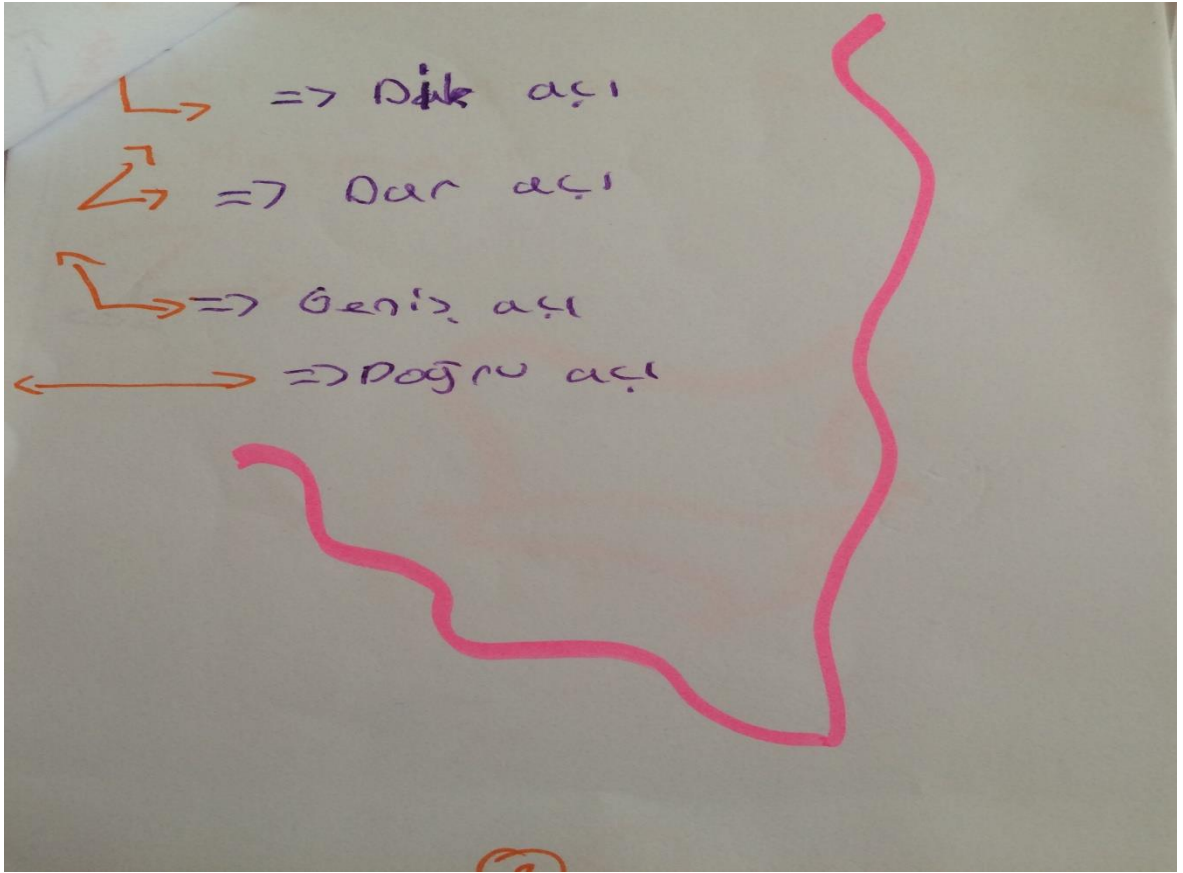 => Dik açı
=> Dar açı
=> Geniş açı
=> Doğru açı